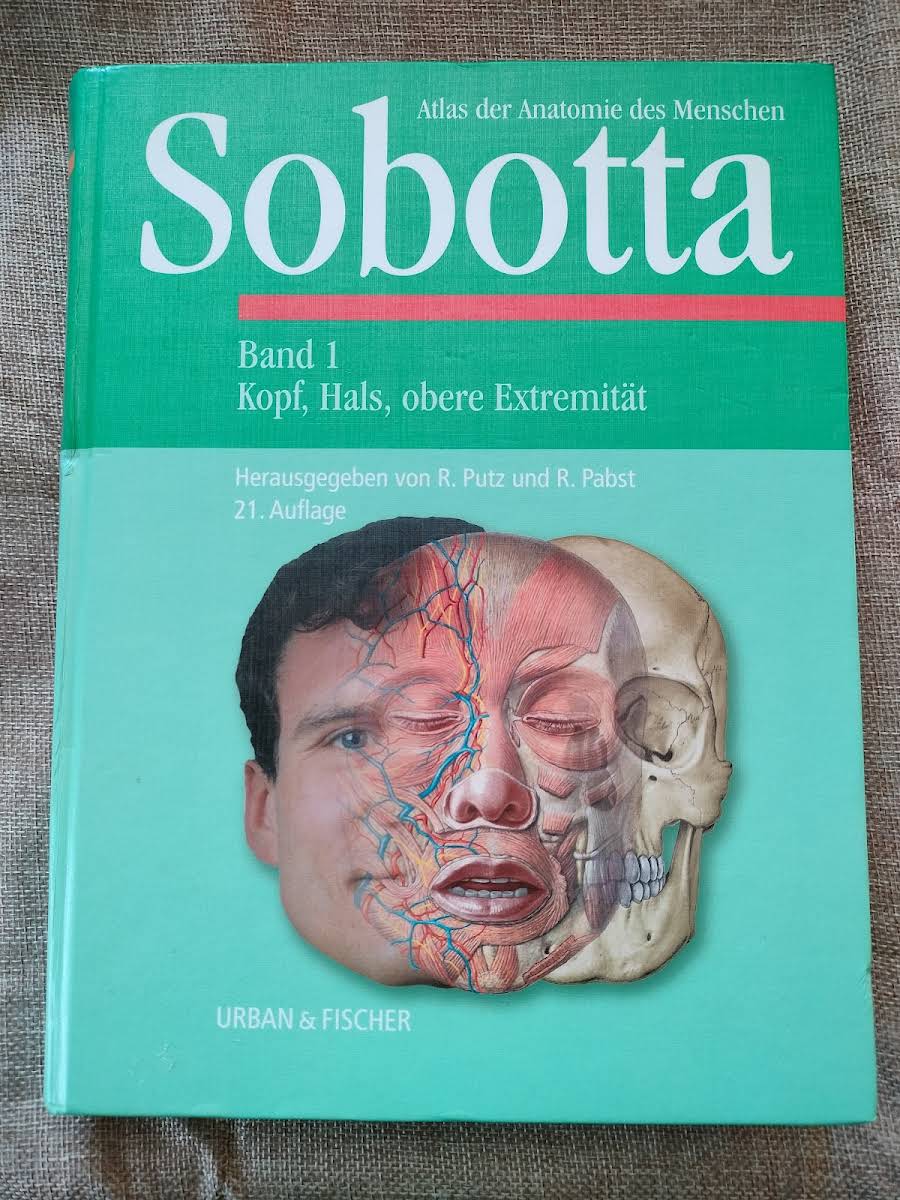 Atlas der Anatomie des Menschen
Sobotta
Band 1
Kopf, Hals, obere Extremität
Herausgegeben von R. Putz und R. Pabst
21. Auflage
URBAN & FISCHER